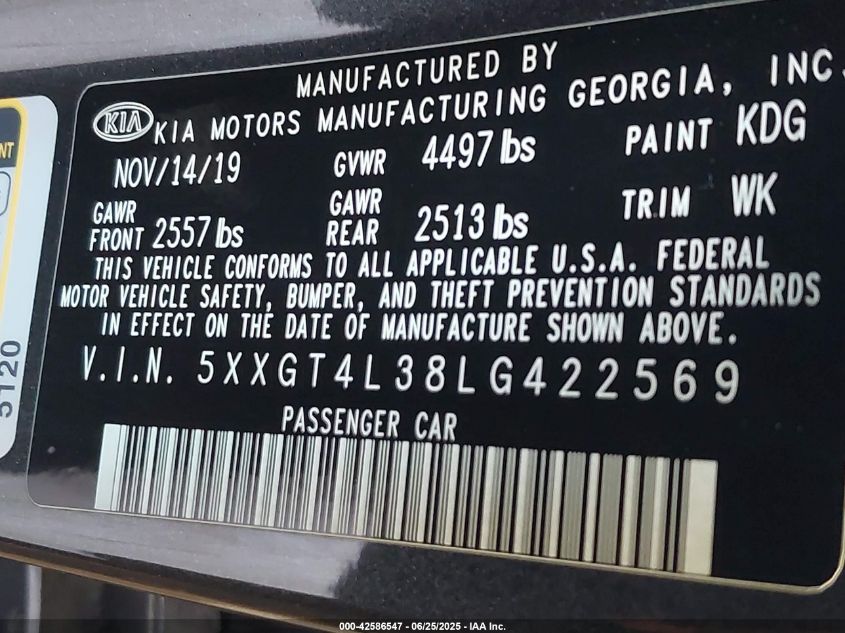 MANUFACTURED BY
KIA KIA MOTORS MANUFACTURING GEORGIA, INC.
NOV/14/19 GVWR 4497 lbs PAINT KDG
GAWR FRONT 2557 lbs GAWR REAR 2513 lbs TRIM WK
THIS VEHICLE CONFORMS TO ALL APPLICABLE U.S.A. FEDERAL
MOTOR VEHICLE SAFETY, BUMPER, AND THEFT PREVENTION STANDARDS
IN EFFECT ON THE DATE OF MANUFACTURE SHOWN ABOVE.
V.I.N. 5XXGT4L38LG422569
PASSENGER CAR
NT
5120
000-42586547 - 06/25/2025 - IAA Inc.